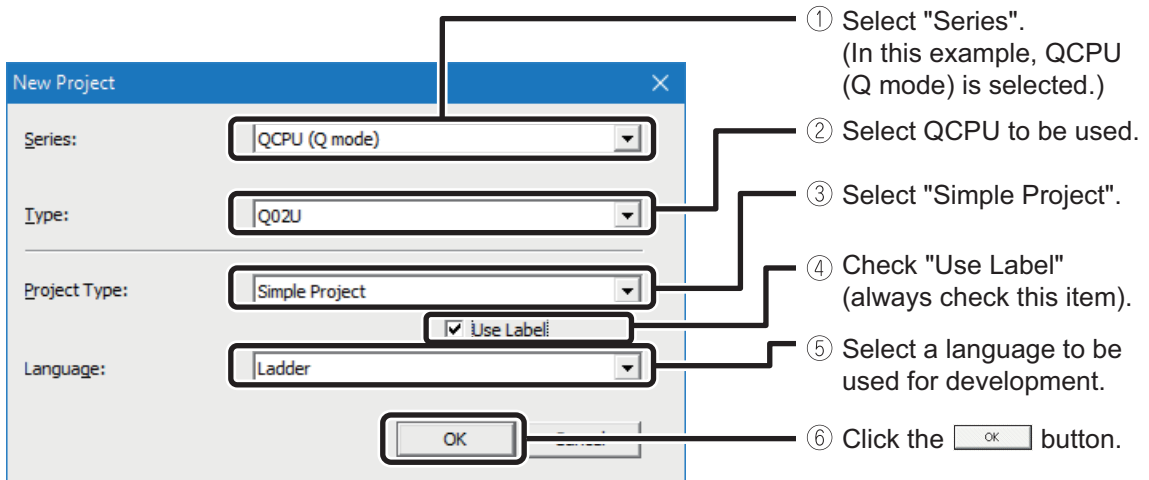 ① Select "Series".
(In this example, QCPU
(Q mode) is selected.)
New Project
Series:
QCPU (Q mode)
② Select QCPU to be used.
Type:
Q02U
③ Select "Simple Project".
Project Type:
Simple Project
④ Check "Use Label"
(always check this item).
Use Label
Language:
Ladder
⑤ Select a language to be
used for development.
OK
⑥ Click the OK button.